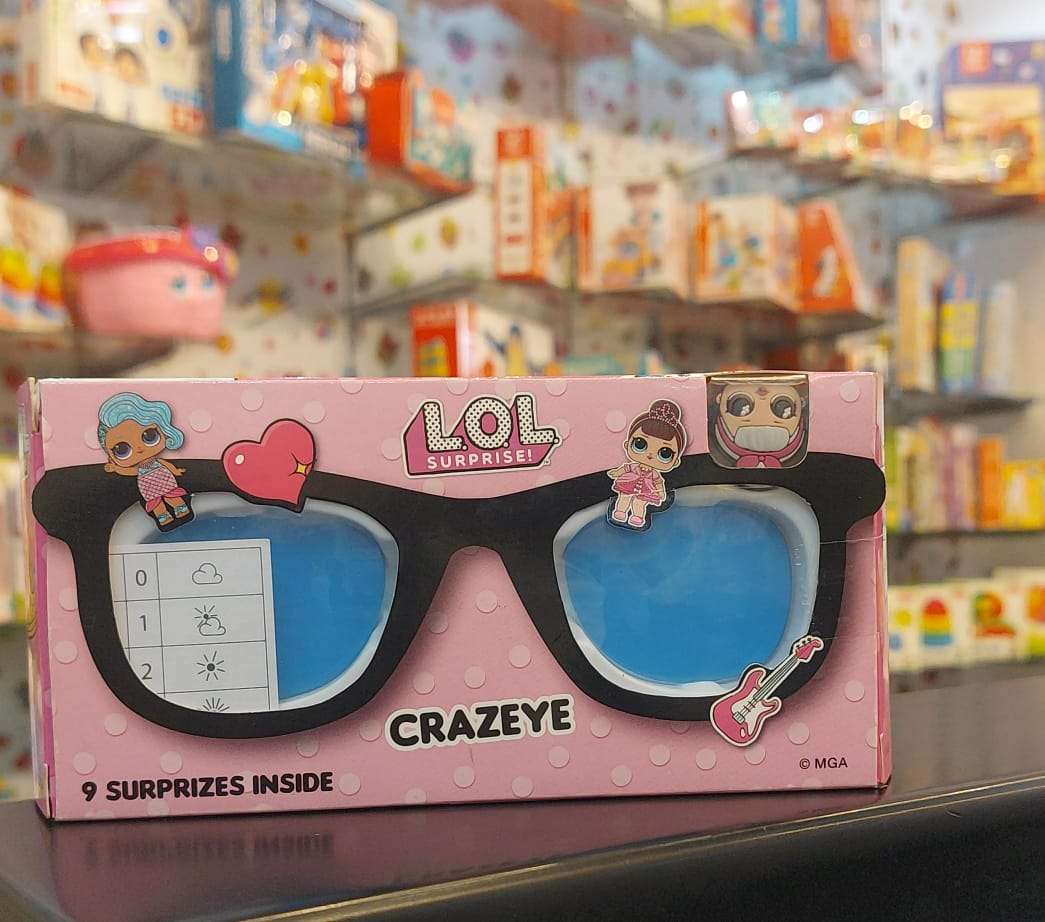 L.O.L.
SURPRISE!
0
1
2
CRAZEYE
9 SURPRIZES INSIDE
© MGA